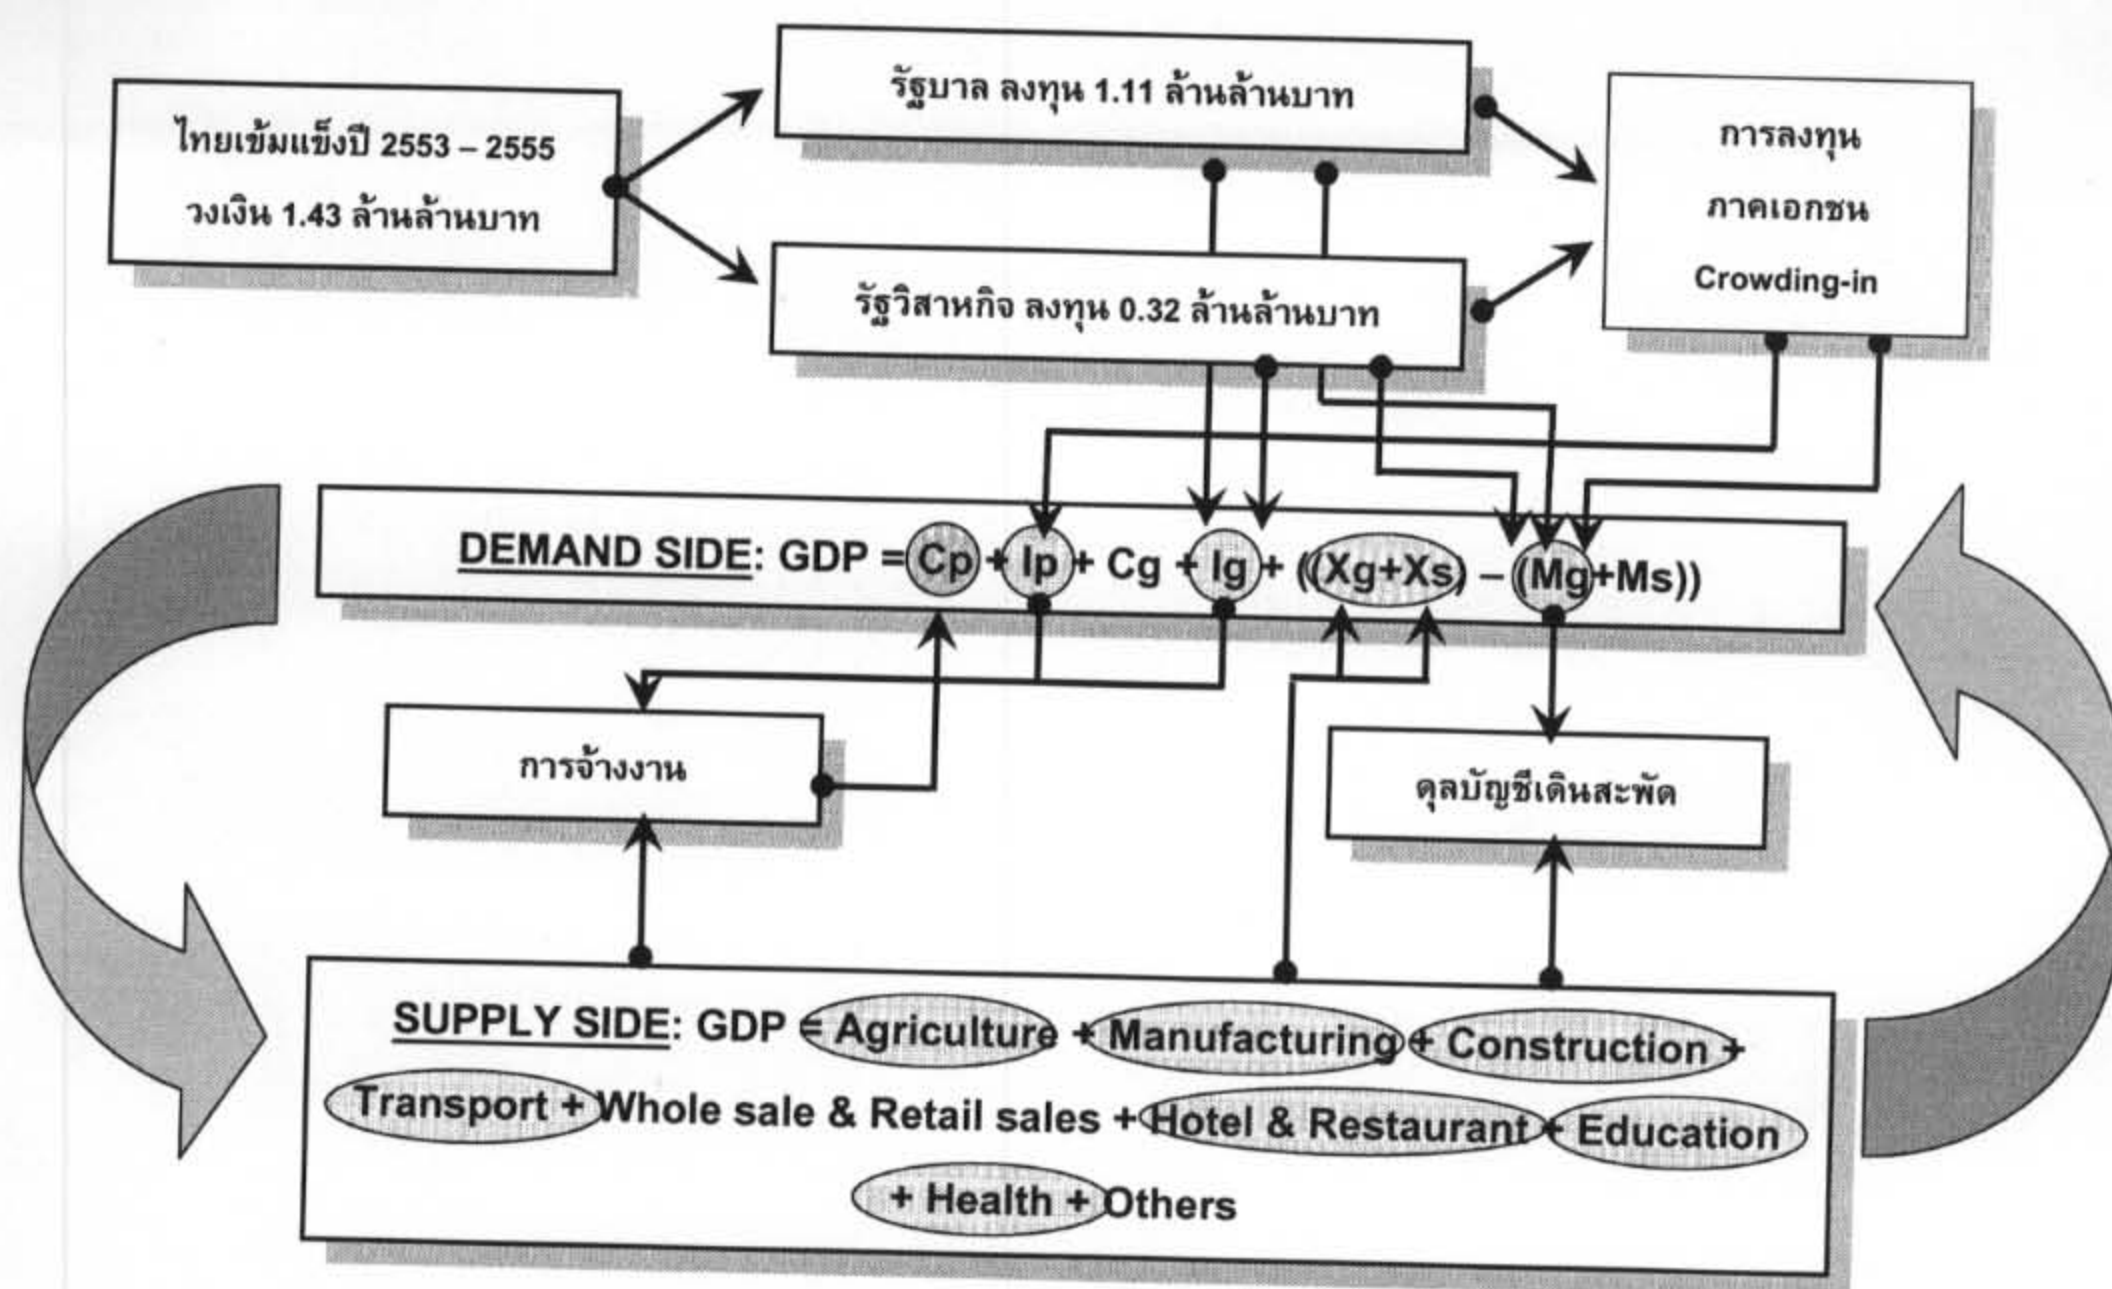 ไทยเข้มแข็งปี 2553 – 2555
วงเงิน 1.43 ล้านล้านบาท
รัฐบาล ลงทุน 1.11 ล้านล้านบาท
รัฐวิสาหกิจ ลงทุน 0.32 ล้านล้านบาท
การลงทุน
ภาคเอกชน
Crowding-in
DEMAND SIDE: GDP = Cp + Ip + Cg + Ig + ((Xg+Xs) – (Mg+Ms))
การจ้างงาน
ดุลบัญชีเดินสะพัด
SUPPLY SIDE: GDP = Agriculture + Manufacturing + Construction +
Transport + Whole sale & Retail sales + Hotel & Restaurant + Education
+ Health + Others